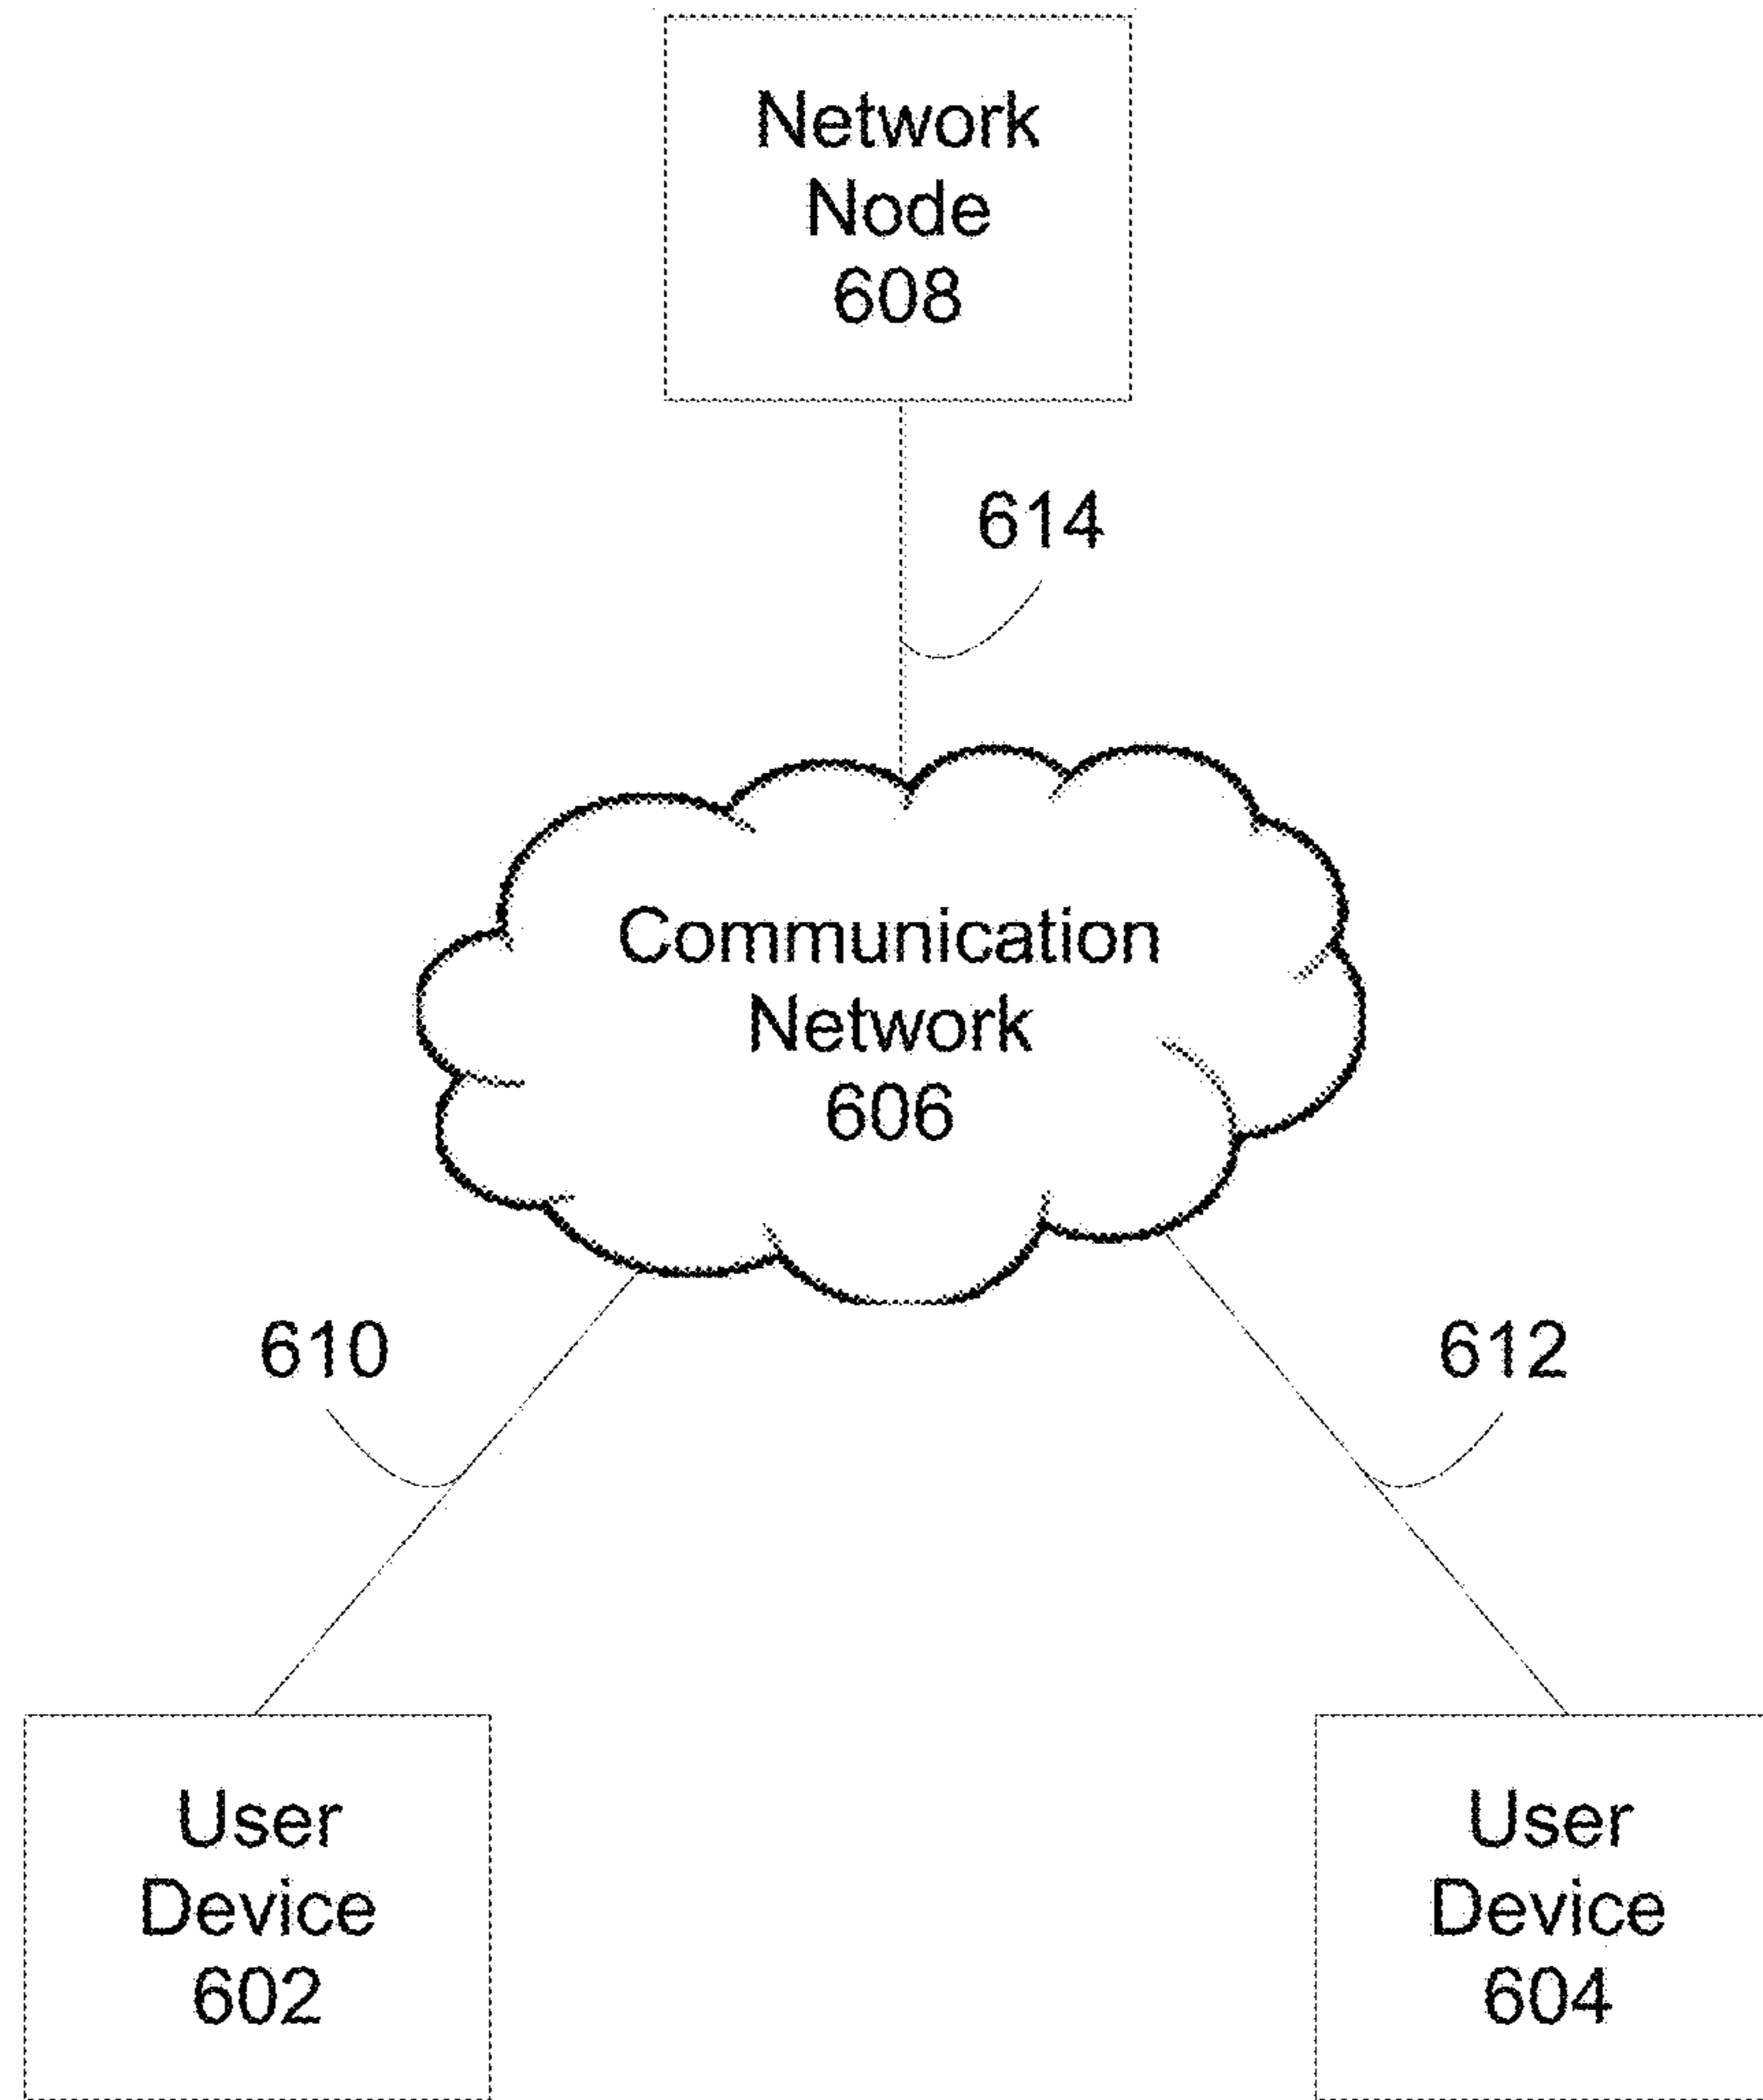 Network
Node
608
614
Communication
Network
606
610
612
User
Device
602
User
Device
604